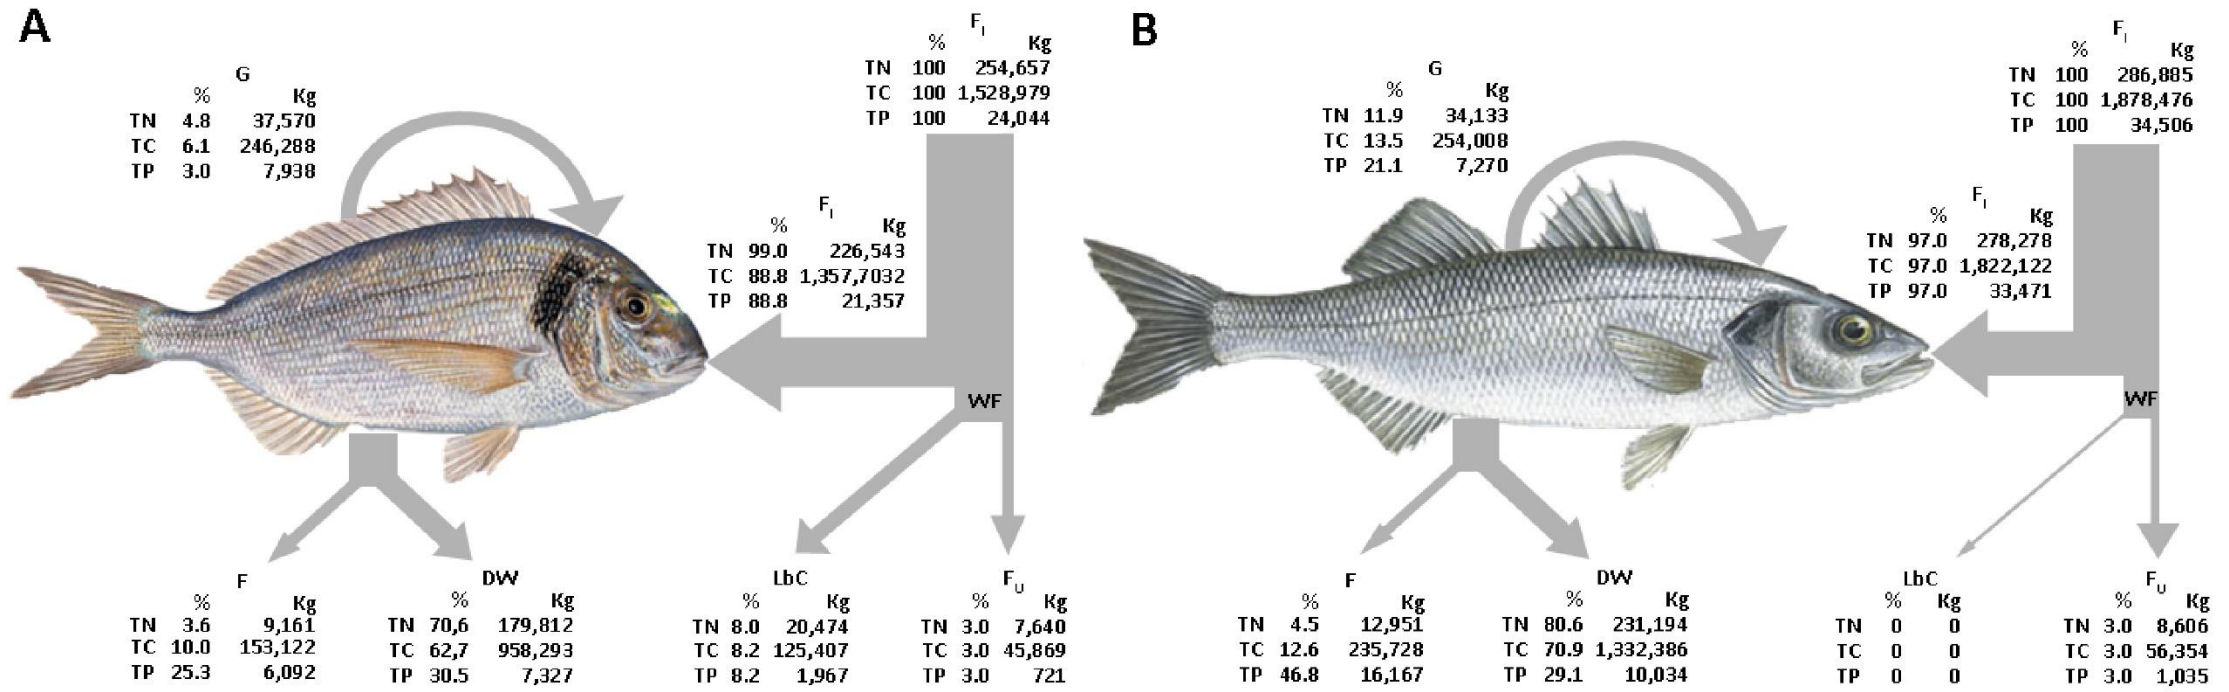 A
G
% Kg
TN 4.8 37,570
TC 6.1 246,288
TP 3.0 7,938
FI
% Kg
TN 100 254,657
TC 100 1,528,979
TP 100 24,044
FI
% Kg
TN 99.0 226,543
TC 88.8 1,357,7032
TP 88.8 21,357
WF
F
% Kg
TN 3.6 9,161
TC 10.0 153,122
TP 25.3 6,092
DW
% Kg
TN 70,6 179,812
TC 62,7 958,293
TP 30.5 7,327
LbC
% Kg
TN 8.0 20,474
TC 8.2 125,407
TP 8.2 1,967
FU
% Kg
TN 3.0 7,640
TC 3.0 45,869
TP 3.0 721
B
G
% Kg
TN 11.9 34,133
TC 13.5 254,008
TP 21.1 7,270
FI
% Kg
TN 100 286,885
TC 100 1,878,476
TP 100 34,506
FI
% Kg
TN 97.0 278,278
TC 97.0 1,822,122
TP 97.0 33,471
WF
F
% Kg
TN 4.5 12,951
TC 12.6 235,728
TP 46.8 16,167
DW
% Kg
TN 80.6 231,194
TC 70.9 1,332,386
TP 29.1 10,034
LbC
% Kg
TN 0 0
TC 0 0
TP 0 0
FU
% Kg
TN 3.0 8,606
TC 3.0 56,354
TP 3.0 1,035